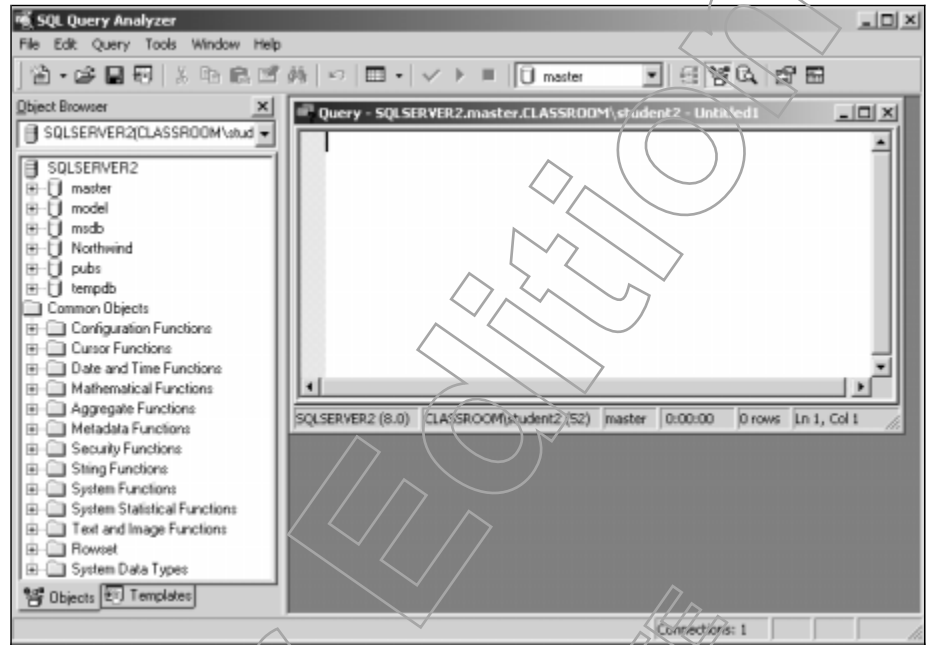 SQL Query Analyzer
File Edit Query Tools Window Help
master
Object Browser
SQLSERVER2(CLASSROOM\stud
SQLSERVER2
master
model
msdb
Northwind
pubs
tempdb
Common Objects
Configuration Functions
Cursor Functions
Date and Time Functions
Mathematical Functions
Aggregate Functions
Metadata Functions
Security Functions
String Functions
System Functions
System Statistical Functions
Text and Image Functions
Rowset
System Data Types
Objects Templates
Query - SQLSERVER2.master.CLASSROOM\student2 - Untitled1
SQLSERVER2 (8.0) CLASSROOM\student2 (52) master 0:00:00 0 rows Ln 1, Col 1
Connections: 1
Edition